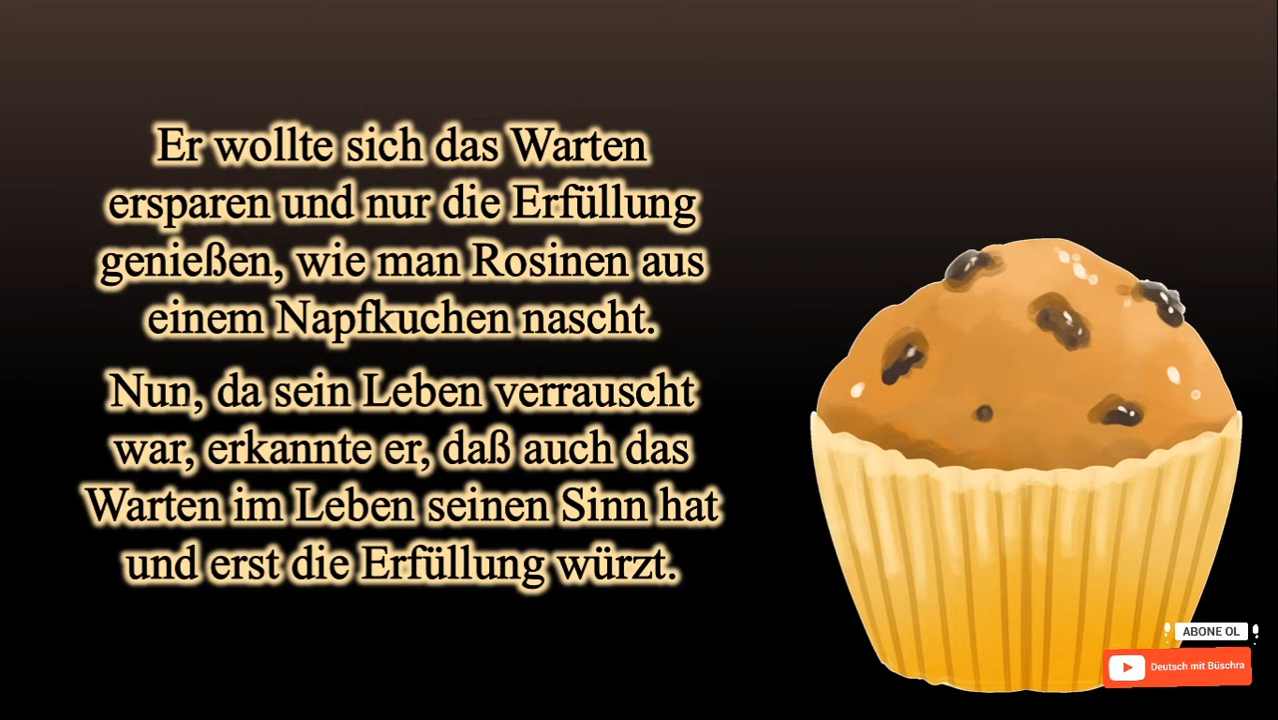 Er wollte sich das Warten
ersparen und nur die Erfüllung
genießen, wie man Rosinen aus
einem Napfkuchen nascht.
Nun, da sein Leben verrauscht
war, erkannte er, daß auch das
Warten im Leben seinen Sinn hat
und erst die Erfüllung würzt.
ABONE OL
Deutsch mit Büschra